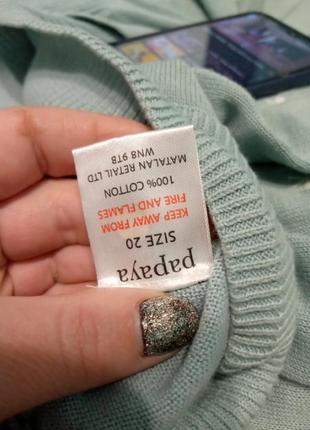 papaya
SIZE 20
KEEP AWAY FROM
FIRE AND FLAMES
100% COTTON
MATALAN RETAIL LTD
WN8 9TB